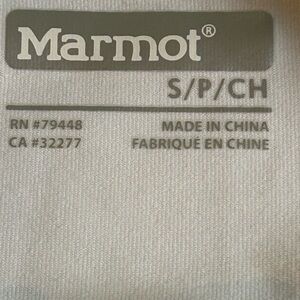 Marmot®
S/P/CH
RN #79448 MADE IN CHINA
CA #32277 FABRIQUÉ EN CHINE